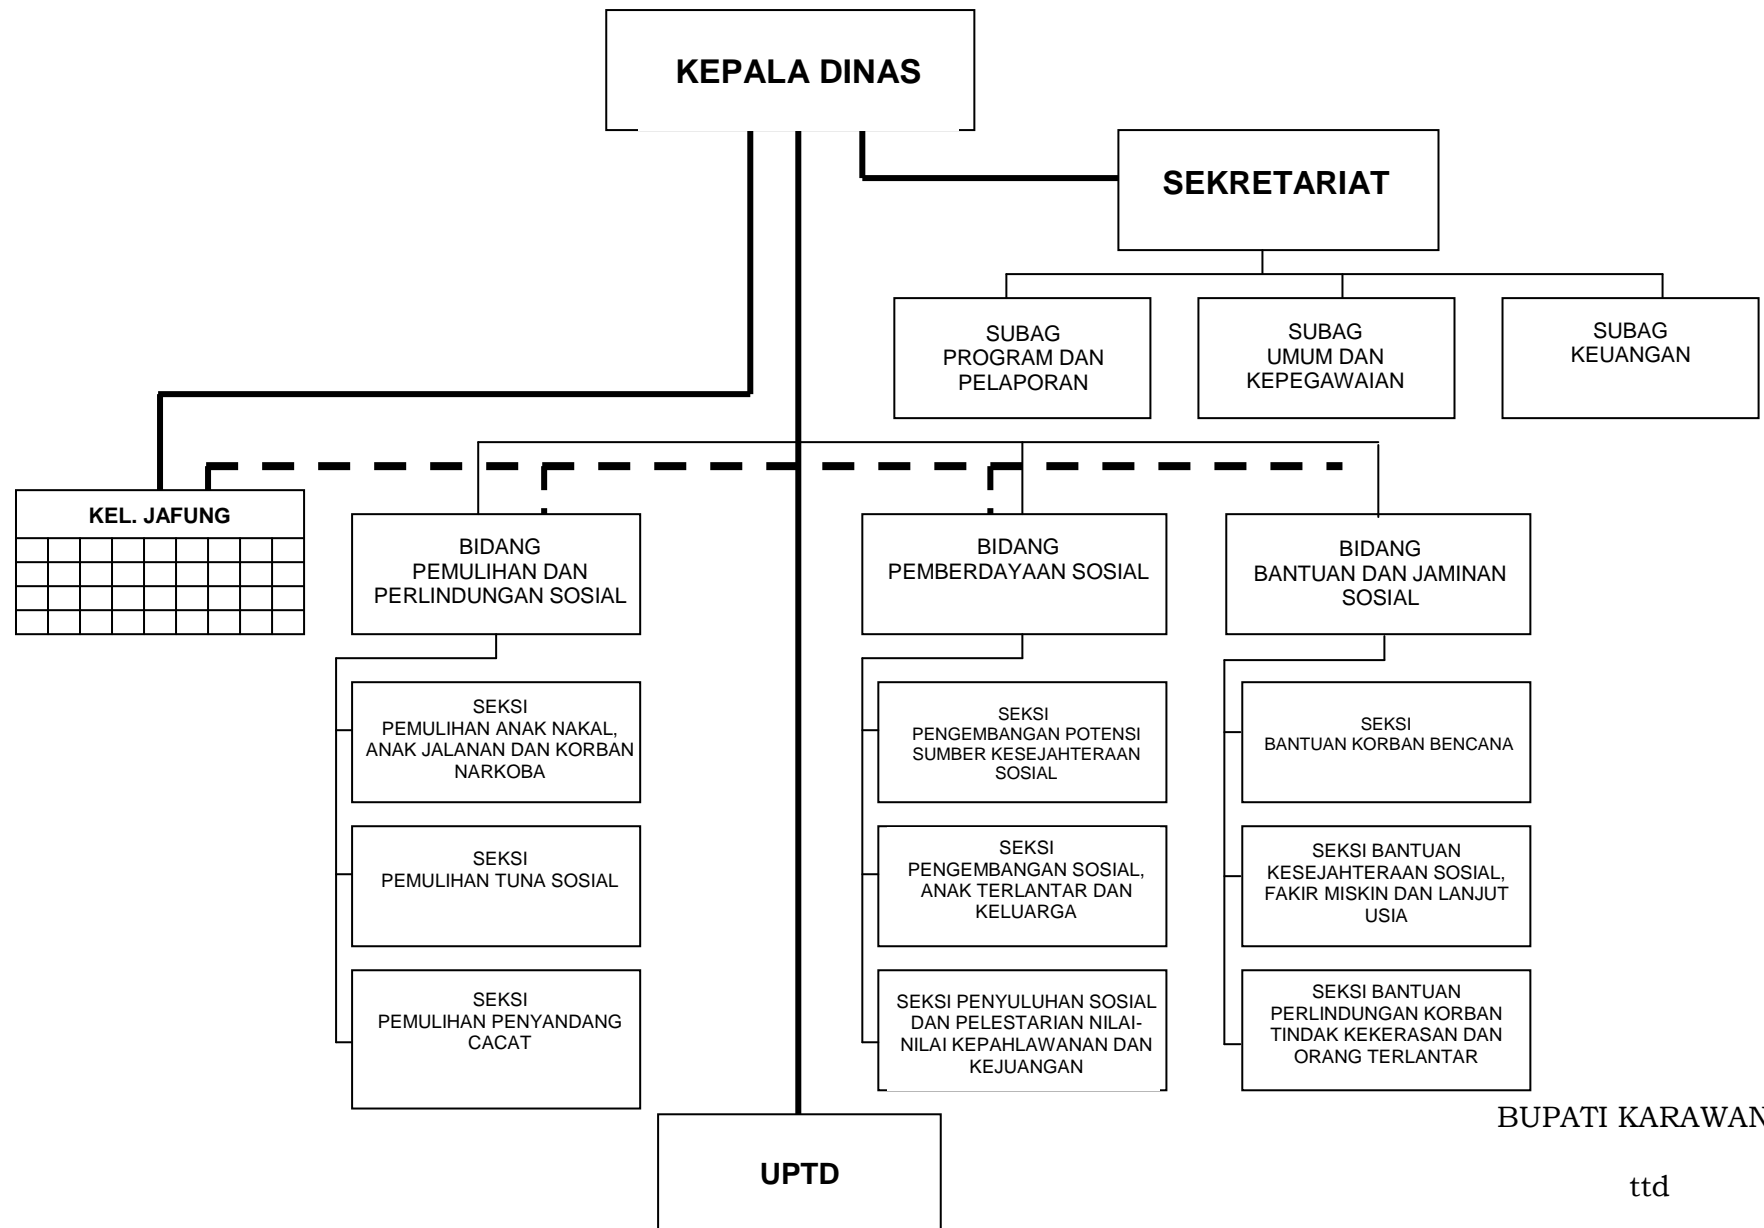 KEPALA DINAS
SEKRETARIAT
SUBAG
PROGRAM DAN
PELAPORAN
SUBAG
UMUM DAN
KEPEGAWAIAN
SUBAG
KEUANGAN
KEL. JAFUNG
BIDANG
PEMULIHAN DAN
PERLINDUNGAN SOSIAL
BIDANG
PEMBERDAYAAN SOSIAL
BIDANG
BANTUAN DAN JAMINAN
SOSIAL
SEKSI
PEMULIHAN ANAK NAKAL,
ANAK JALANAN DAN KORBAN
NARKOBA
SEKSI
PENGEMBANGAN POTENSI
SUMBER KESEJAHTERAAN
SOSIAL
SEKSI
BANTUAN KORBAN BENCANA
SEKSI
PEMULIHAN TUNA SOSIAL
SEKSI
PENGEMBANGAN SOSIAL,
ANAK TERLANTAR DAN
KELUARGA
SEKSI BANTUAN
KESEJAHTERAAN SOSIAL,
FAKIR MISKIN DAN LANJUT
USIA
SEKSI
PEMULIHAN PENYANDANG
CACAT
SEKSI PENYULUHAN SOSIAL
DAN PELESTARIAN NILAI-
NILAI KEPAHLAWANAN DAN
KEJUANGAN
SEKSI BANTUAN
PERLINDUNGAN KORBAN
TINDAK KEKERASAN DAN
ORANG TERLANTAR
UPTD
BUPATI KARAWAN
ttd